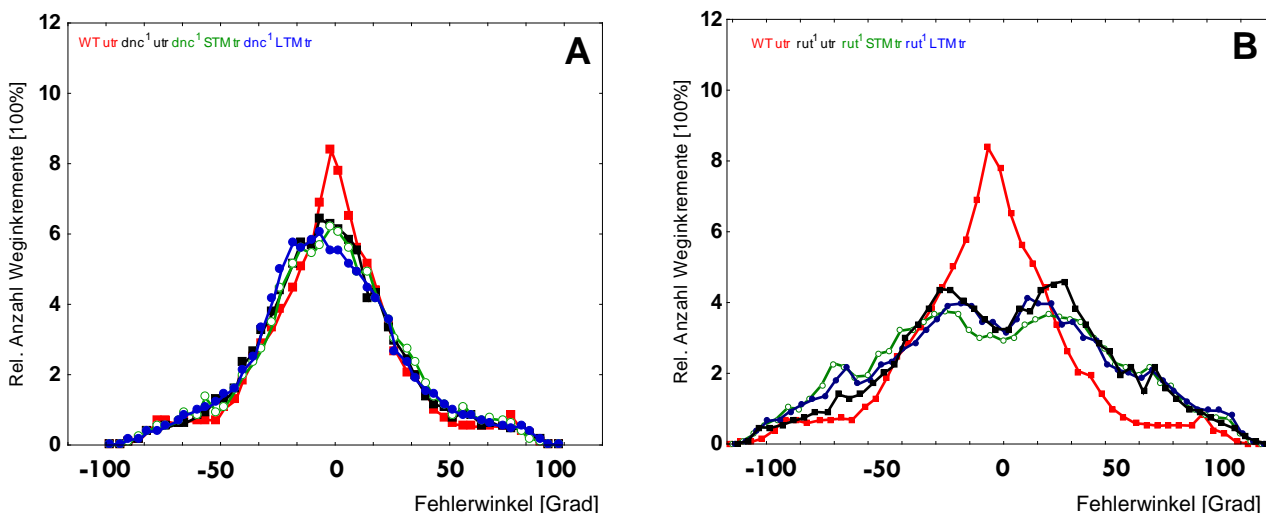 12
10
8
6
4
2
0
Rel. Anzahl Weginkremente [100%]
WT utr dnc¹ utr dnc¹ STM tr dnc¹ LTM tr
A
-100 -50 0 50 100
Fehlerwinkel [Grad]
12
10
8
6
4
2
0
Rel. Anzahl Weginkremente [100%]
WT utr rut¹ utr rut¹ STM tr rut¹ LTM tr
B
-100 -50 0 50 100
Fehlerwinkel [Grad]